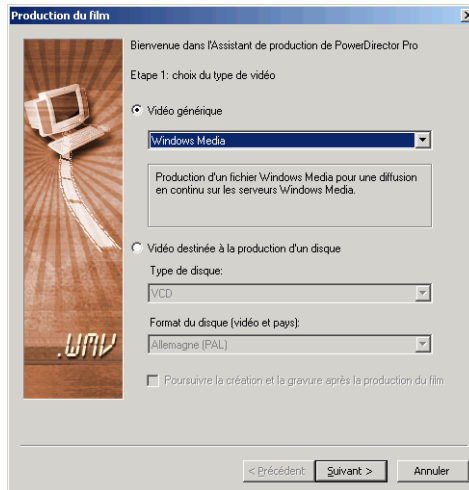 Production du film
Bienvenue dans l'Assistant de production de PowerDirector Pro
Etape 1: choix du type de vidéo
Vidéo générique
Windows Media
Production d'un fichier Windows Media pour une diffusion
en continu sur les serveurs Windows Media.
Vidéo destinée à la production d'un disque
Type de disque:
VCD
Format du disque (vidéo et pays):
Allemagne (PAL)
Poursuivre la création et la gravure après la production du film
.WMV
< Précédent
Suivant >
Annuler